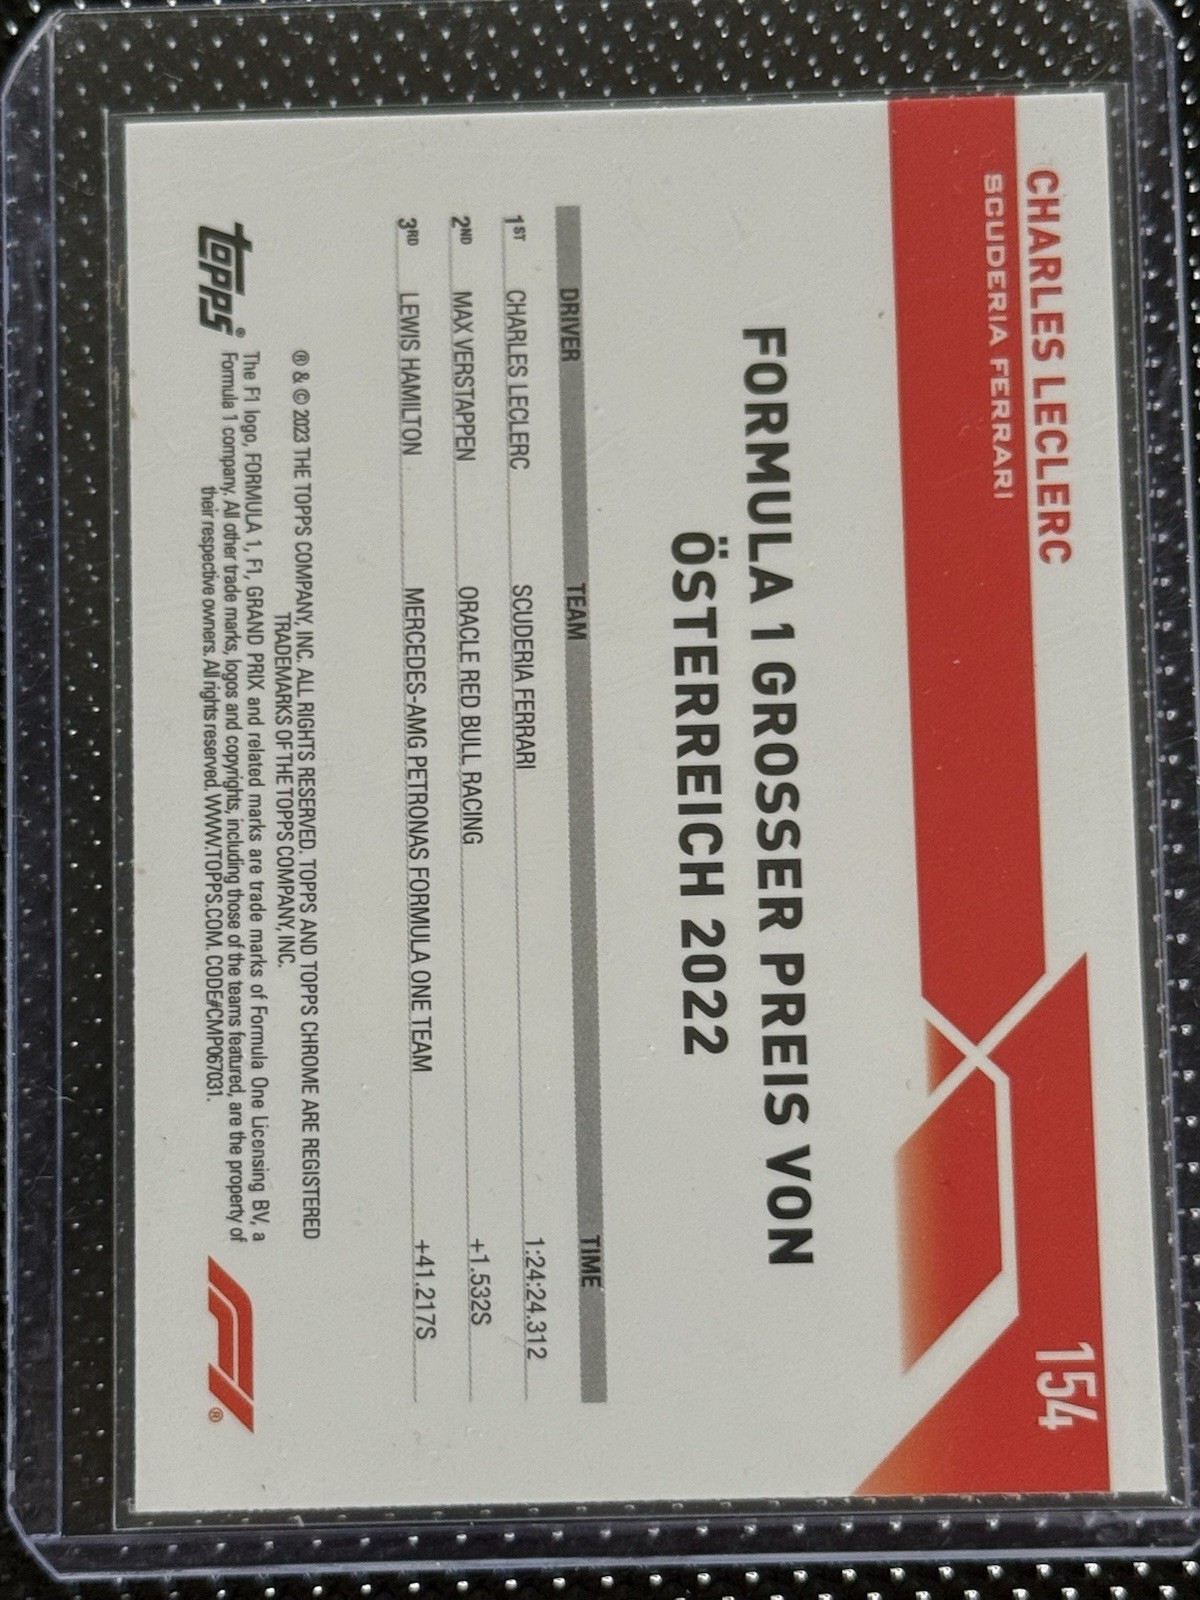 CHARLES LECLERC
SCUDERIA FERRARI
154
FORMULA 1 GROSSER PREIS VON
ÖSTERREICH 2022
DRIVER TEAM TIME
1ST CHARLES LECLERC SCUDERIA FERRARI 1:24:24.312
2ND MAX VERSTAPPEN ORACLE RED BULL RACING +1.532S
3RD LEWIS HAMILTON MERCEDES-AMG PETRONAS FORMULA ONE TEAM +41.217S
® & © 2023 THE TOPPS COMPANY, INC. ALL RIGHTS RESERVED. TOPPS AND TOPPS CHROME ARE REGISTERED
TRADEMARKS OF THE TOPPS COMPANY, INC.
The F1 logo, FORMULA 1, F1, GRAND PRIX and related marks are trade marks of Formula One Licensing BV, a
Formula 1 company. All other trade marks, logos and copyrights, including those of the teams featured, are the property of
their respective owners. All rights reserved. WWW.TOPPS.COM. CODE#CMP067031.
topps®
F1®